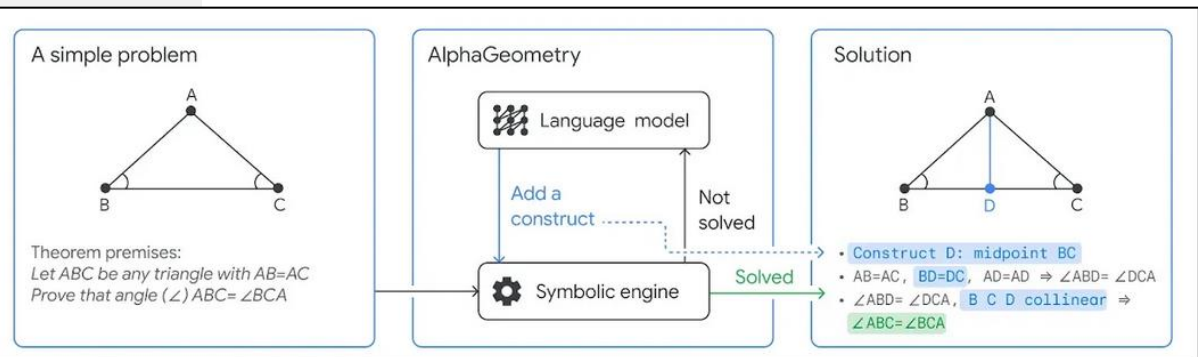 A simple problem
A
B
C
Theorem premises:
Let ABC be any triangle with AB=AC
Prove that angle (∠) ABC= ∠BCA
AlphaGeometry
Language model
Add a
construct
Not
solved
Symbolic engine
Solved
Solution
A
B
D
C
• Construct D: midpoint BC
• AB=AC, BD=DC, AD=AD ⇒ ∠ABD= ∠DCA
• ∠ABD= ∠DCA, B C D collinear ⇒
∠ABC=∠BCA